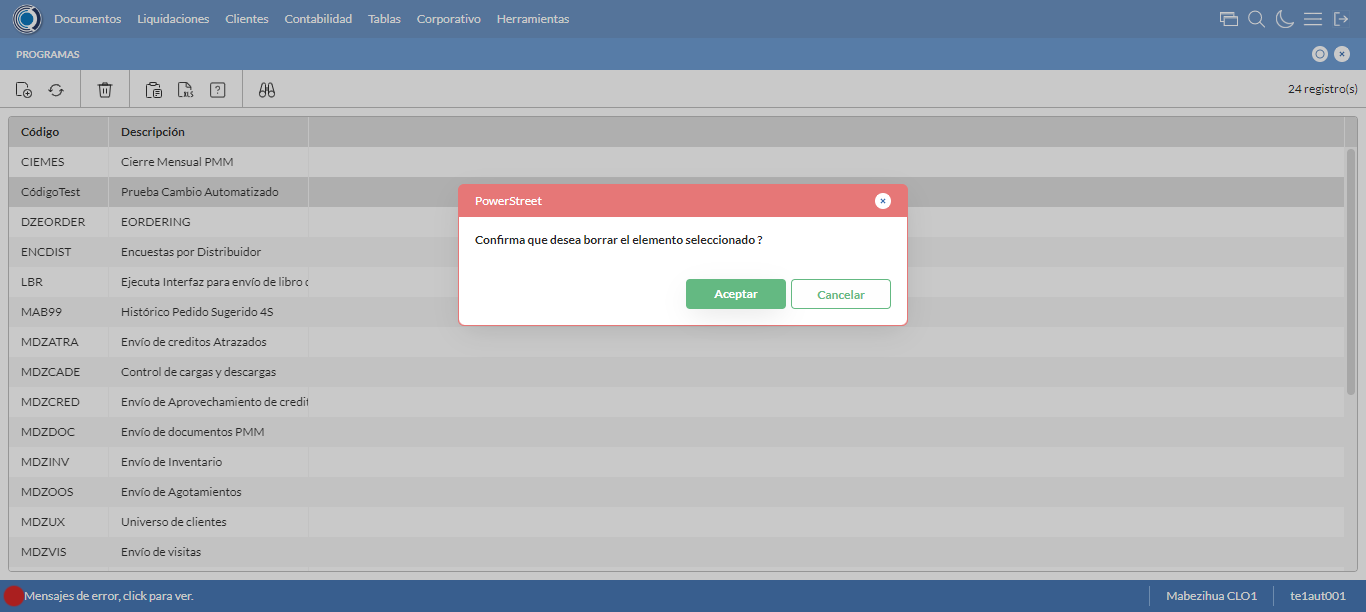 Documentos Liquidaciones Clientes Contabilidad Tablas Corporativo Herramientas
PROGRAMAS
XLS ? 24 registro(s)
Código Descripción
CIEMES Cierre Mensual PMM
CódigoTest Prueba Cambio Automatizado
DZEORDER EORDERING
ENCDIST Encuestas por Distribuidor
LBR Ejecuta Interfaz para envío de libro
MAB99 Histórico Pedido Sugerido 4S
MDZATRA Envío de creditos Atrazados
MDZCADE Control de cargas y descargas
MDZCRED Envío de Aprovechamiento de credit
MDZDOC Envío de documentos PMM
MDZINV Envío de Inventario
MDZOOS Envío de Agotamientos
MDZUX Universo de clientes
MDZVIS Envío de visitas
PowerStreet
Confirma que desea borrar el elemento seleccionado ?
Aceptar Cancelar
Mensajes de error, click para ver. Mabezihua CLO1 te1aut001